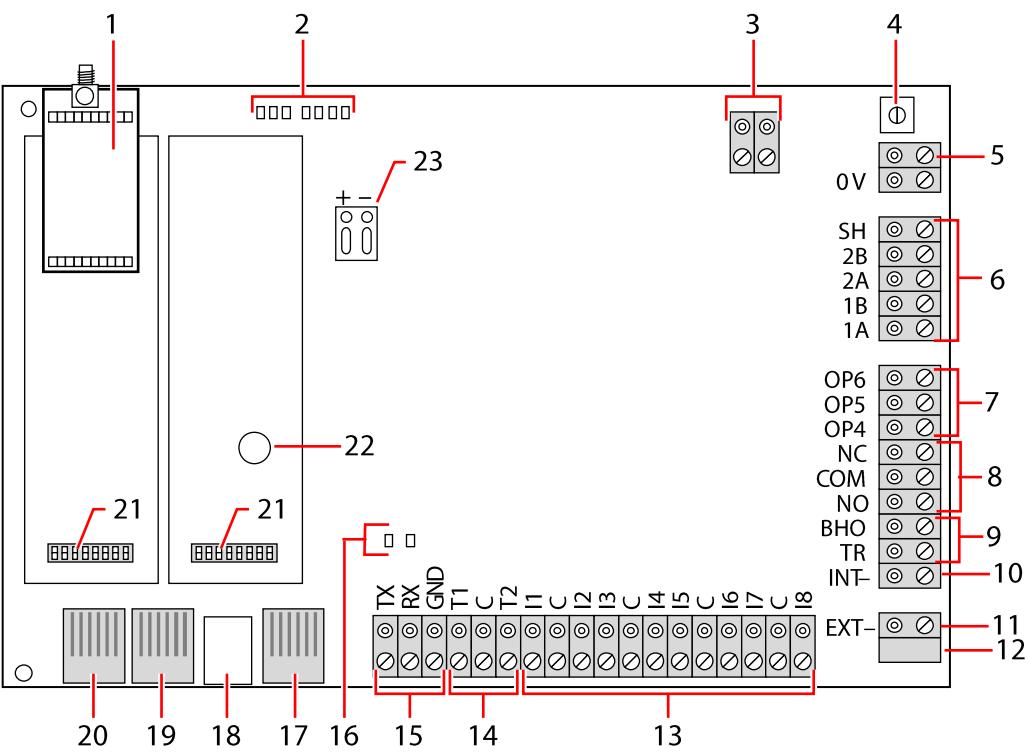 1 2 3 4
5
0V
+ − 23
SH
2B
2A 6
1B
1A
OP6
OP5 7
OP4
22
NC
COM 8
NO
21 21
16
BHO
TR 9
INT– 10
TX RX GND T1 C T2 I1 C I2 I3 C I4 I5 C I6 I7 C I8
EXT– 11
12
20 19 18 17 16 15 14 13